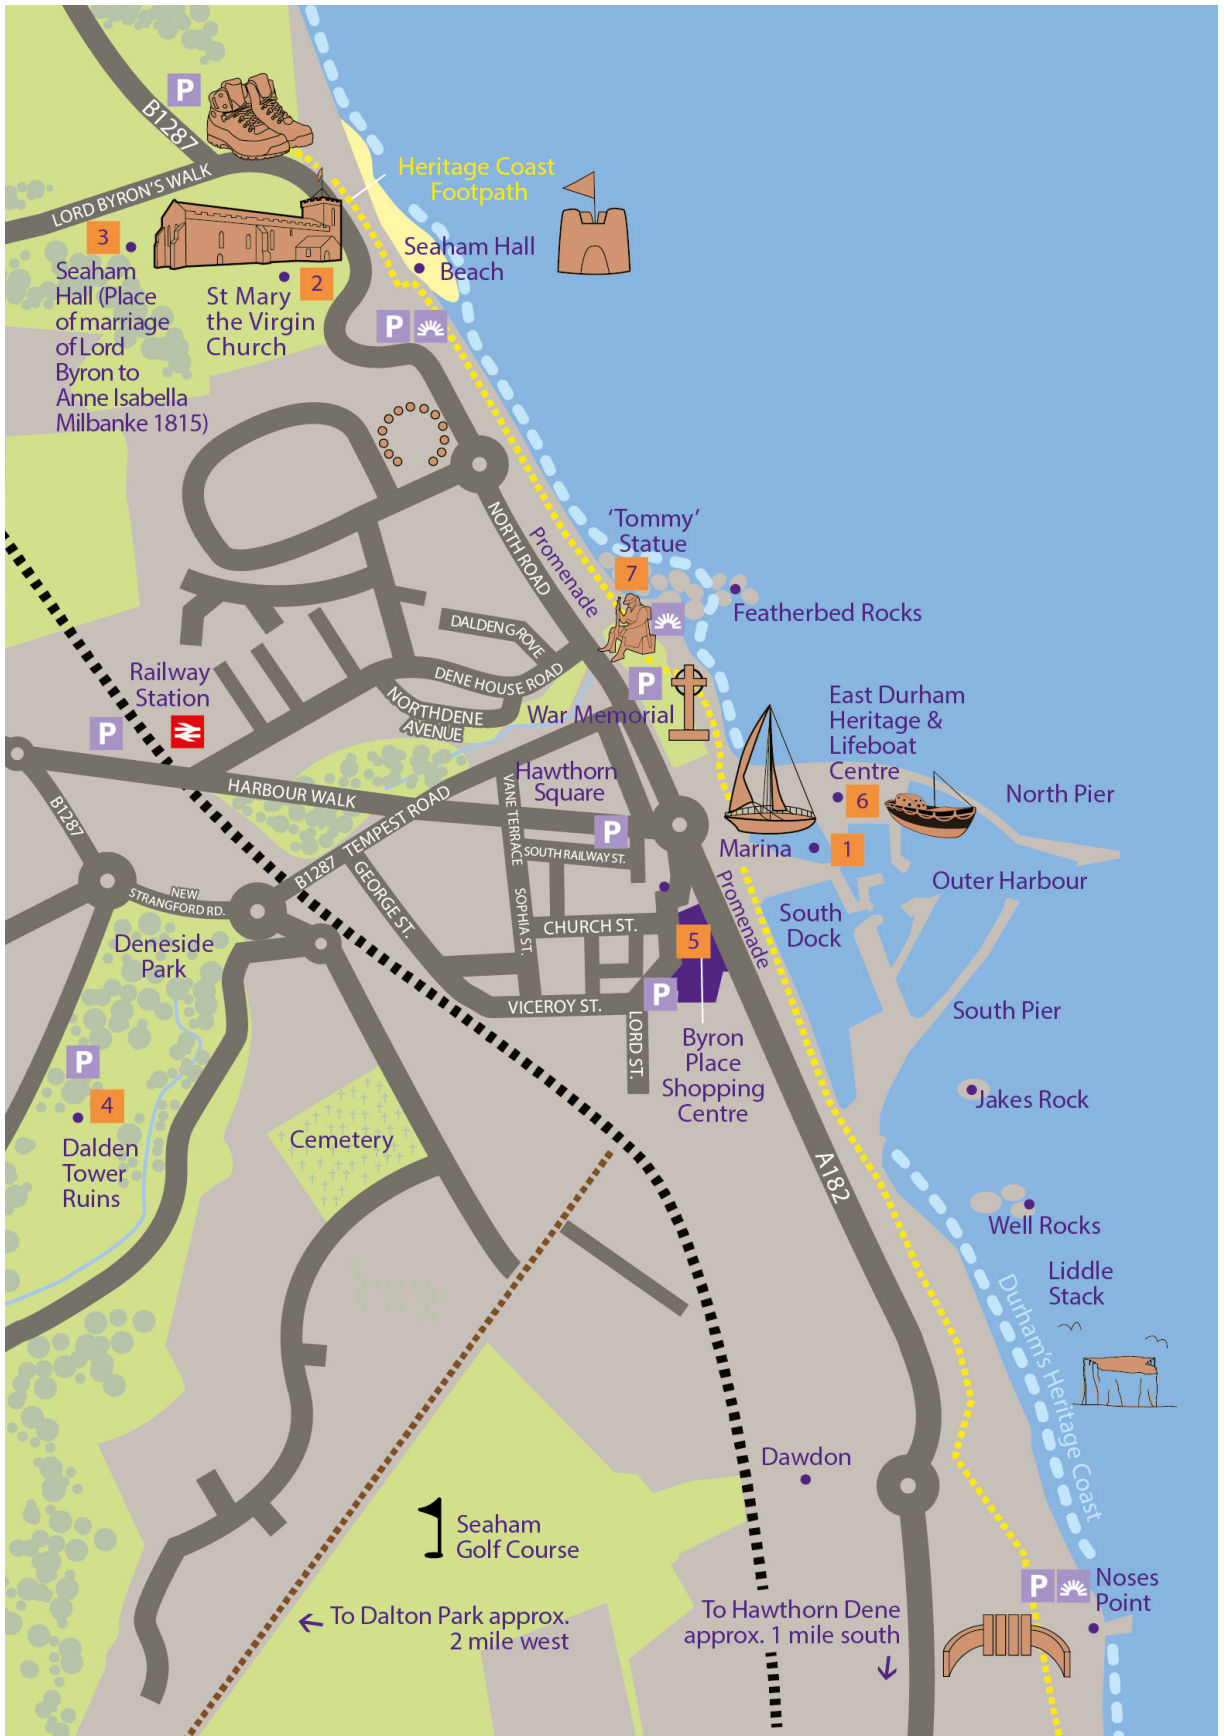 P
B1287
LORD BYRON'S WALK
Heritage Coast
Footpath
3
Seaham
Hall (Place
of marriage
of Lord
Byron to
Anne Isabella
Milbanke 1815)
2
St Mary
the Virgin
Church
Seaham Hall
Beach
P
NORTH ROAD
Promenade
'Tommy'
Statue
7
Featherbed Rocks
DALDEN GROVE
DENE HOUSE ROAD
NORTHDENE
AVENUE
Railway
Station
P
P
War Memorial
East Durham
Heritage &
Lifeboat
Centre
6
North Pier
Marina
1
Outer Harbour
South
Dock
South Pier
B1287
HARBOUR WALK
B1287 TEMPEST ROAD
Hawthorn
Square
P
VANE TERRACE
SOUTH RAILWAY ST.
SOPHIA ST.
GEORGE ST.
CHURCH ST.
VICEROY ST.
LORD ST.
Promenade
5
P
Byron
Place
Shopping
Centre
NEW
STRANGFORD RD.
Deneside
Park
P
4
Dalden
Tower
Ruins
Cemetery
Jakes Rock
A182
Well Rocks
Liddle
Stack
Durham's Heritage Coast
Dawdon
Seaham
Golf Course
To Dalton Park approx.
2 mile west
To Hawthorn Dene
approx. 1 mile south
P
Noses
Point